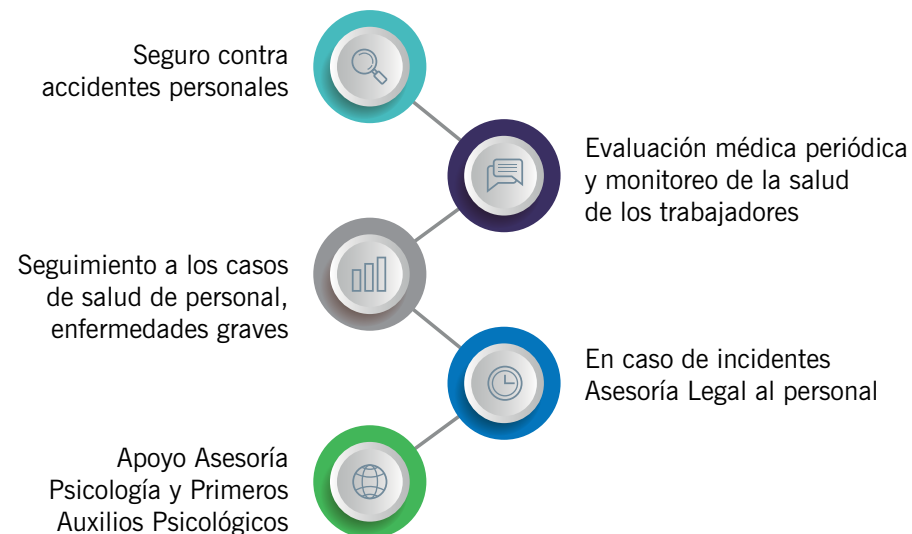 Seguro contra
accidentes personales
Evaluación médica periódica
y monitoreo de la salud
de los trabajadores
Seguimiento a los casos
de salud de personal,
enfermedades graves
En caso de incidentes
Asesoría Legal al personal
Apoyo Asesoría
Psicología y Primeros
Auxilios Psicológicos